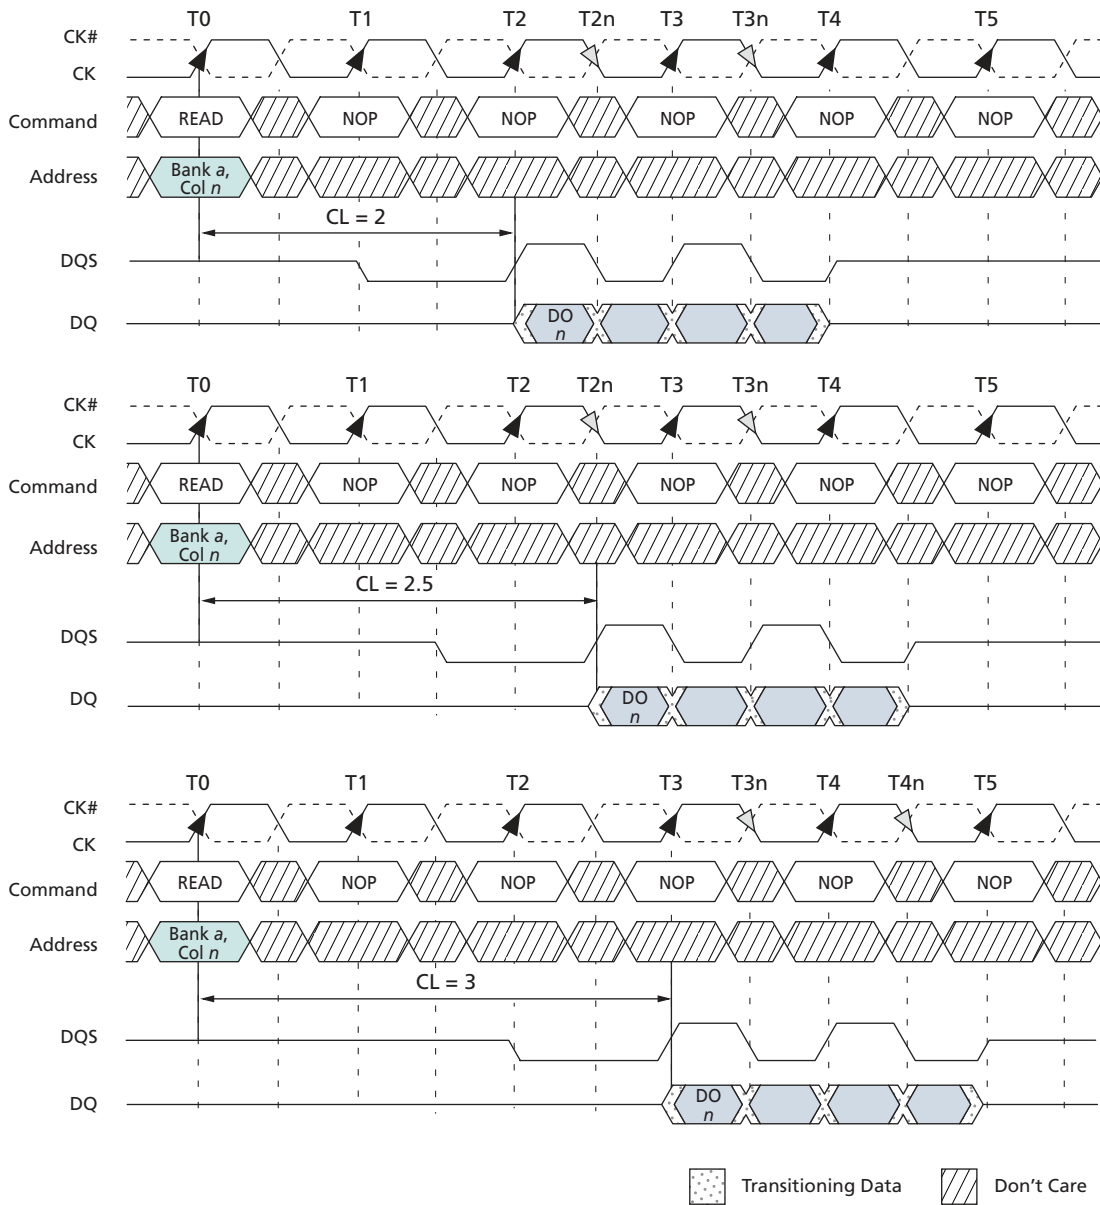 T0 T1 T2 T2n T3 T3n T4 T5
CK#
CK
Command READ NOP NOP NOP NOP NOP
Address Bank a,
Col n
CL = 2
DQS
DQ DO
n
T0 T1 T2 T2n T3 T3n T4 T5
CK#
CK
Command READ NOP NOP NOP NOP NOP
Address Bank a,
Col n
CL = 2.5
DQS
DQ DO
n
T0 T1 T2 T3 T3n T4 T4n T5
CK#
CK
Command READ NOP NOP NOP NOP NOP
Address Bank a,
Col n
CL = 3
DQS
DQ DO
n
Transitioning Data Don't Care